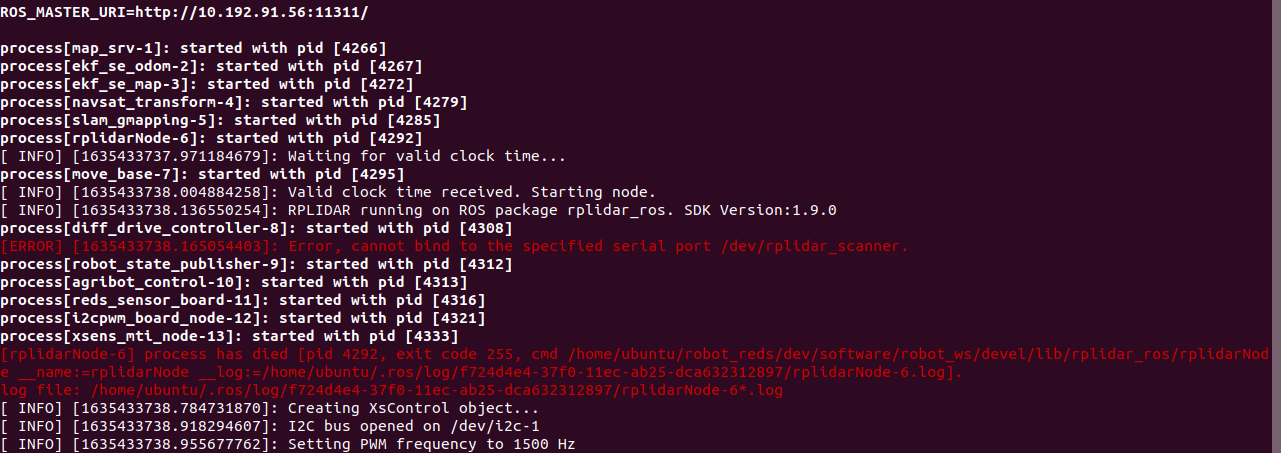 ROS_MASTER_URI=http://10.192.91.56:11311/
process[map_srv-1]: started with pid [4266]
process[ekf_se_odom-2]: started with pid [4267]
process[ekf_se_map-3]: started with pid [4272]
process[navsat_transform-4]: started with pid [4279]
process[slam_gmapping-5]: started with pid [4285]
process[rplidarNode-6]: started with pid [4292]
[ INFO] [1635433737.971184679]: Waiting for valid clock time...
process[move_base-7]: started with pid [4295]
[ INFO] [1635433738.004884258]: Valid clock time received. Starting node.
[ INFO] [1635433738.136550254]: RPLIDAR running on ROS package rplidar_ros. SDK Version:1.9.0
process[diff_drive_controller-8]: started with pid [4308]
[ERROR] [1635433738.165054403]: Error, cannot bind to the specified serial port /dev/rplidar_scanner.
process[robot_state_publisher-9]: started with pid [4312]
process[agribot_control-10]: started with pid [4313]
process[reds_sensor_board-11]: started with pid [4316]
process[i2cpwm_board_node-12]: started with pid [4321]
process[xsens_mti_node-13]: started with pid [4333]
[rplidarNode-6] process has died [pid 4292, exit code 255, cmd /home/ubuntu/robot_reds/dev/software/robot_ws/devel/lib/rplidar_ros/rplidarNod
e __name:=rplidarNode __log:=/home/ubuntu/.ros/log/f724d4e4-37f0-11ec-ab25-dca632312897/rplidarNode-6.log].
log file: /home/ubuntu/.ros/log/f724d4e4-37f0-11ec-ab25-dca632312897/rplidarNode-6*.log
[ INFO] [1635433738.784731870]: Creating XsControl object...
[ INFO] [1635433738.918294607]: I2C bus opened on /dev/i2c-1
[ INFO] [1635433738.955677762]: Setting PWM frequency to 1500 Hz